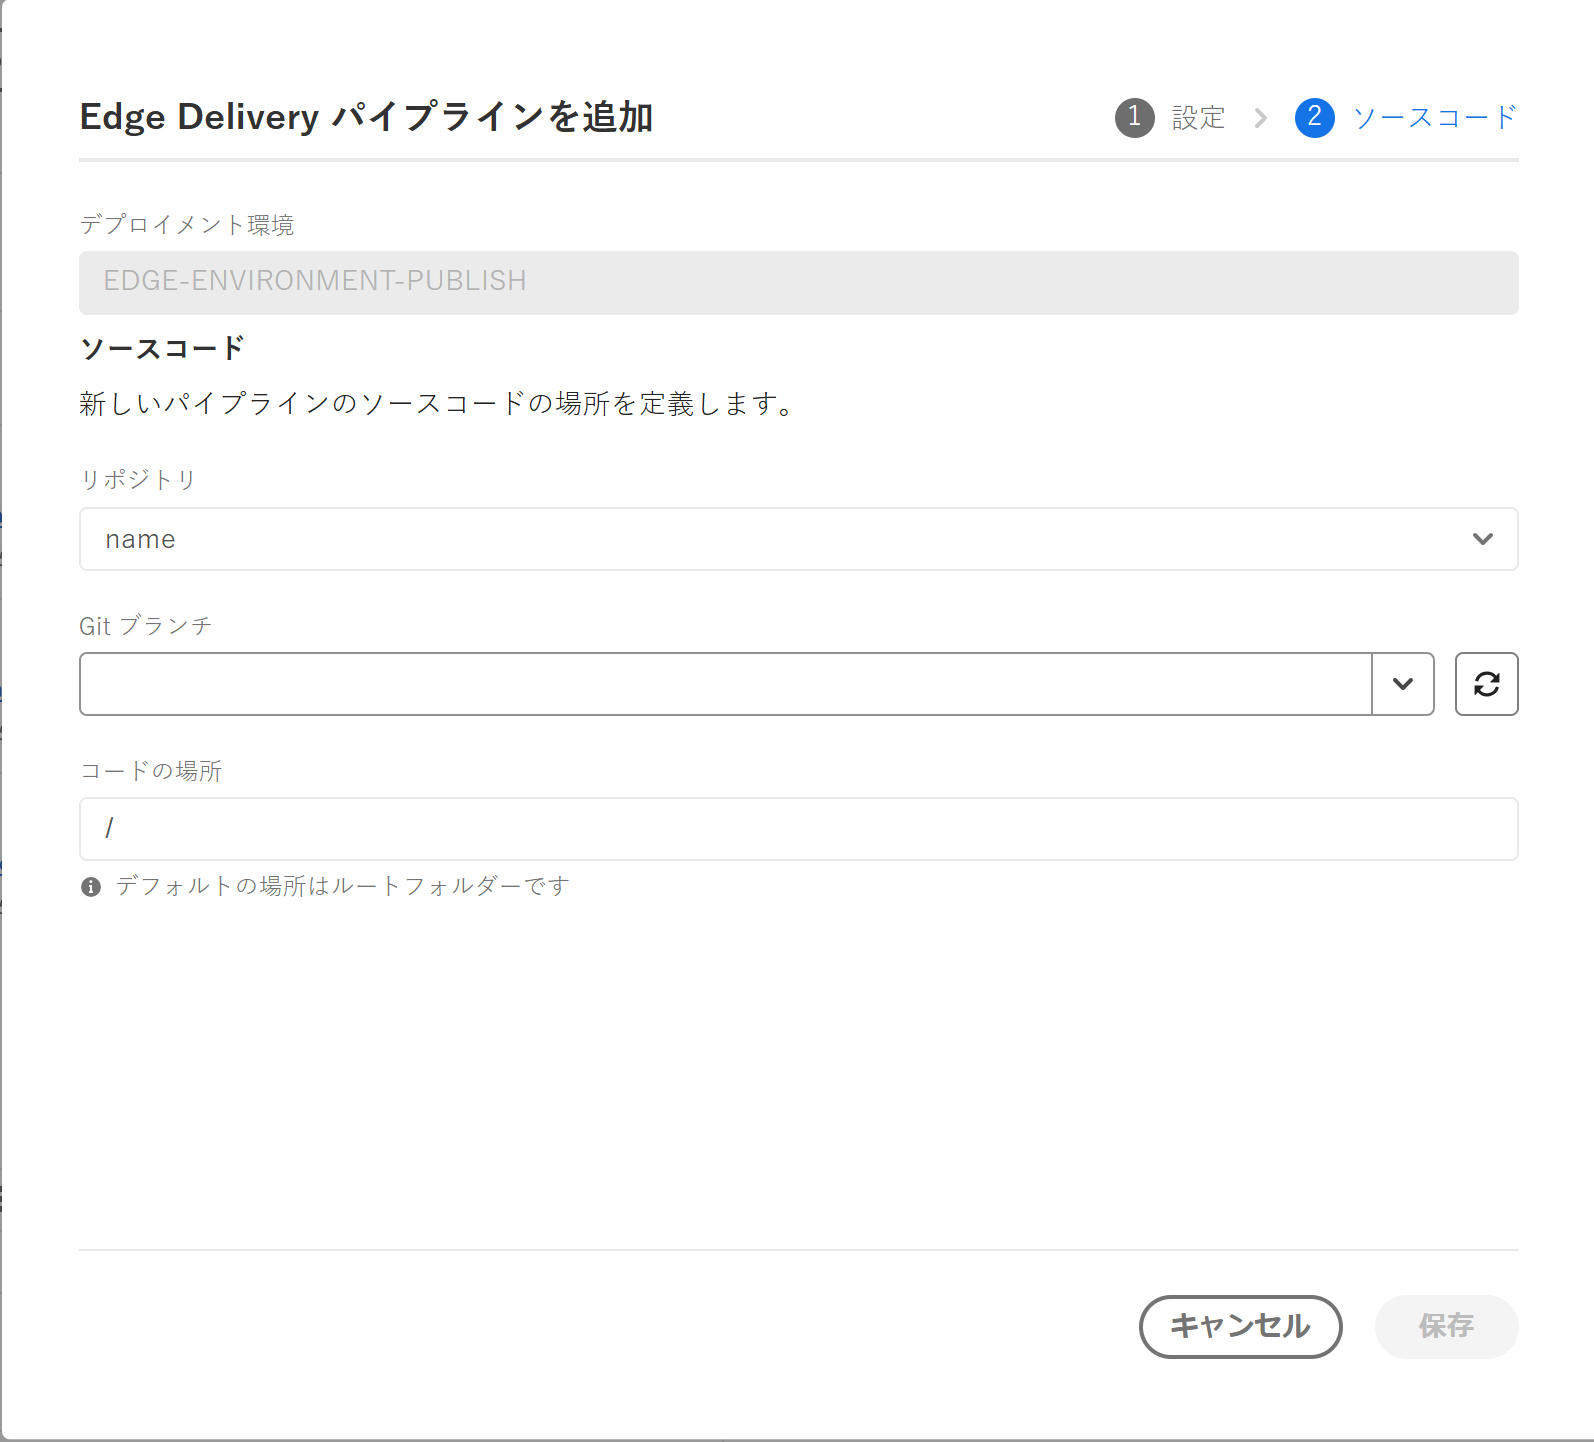 Edge Delivery パイプラインを追加
1 設定 2 ソースコード
デプロイメント環境
EDGE-ENVIRONMENT-PUBLISH
ソースコード
新しいパイプラインのソースコードの場所を定義します。
リポジトリ
name
Git ブランチ
コードの場所
/
デフォルトの場所はルートフォルダーです
キャンセル 保存